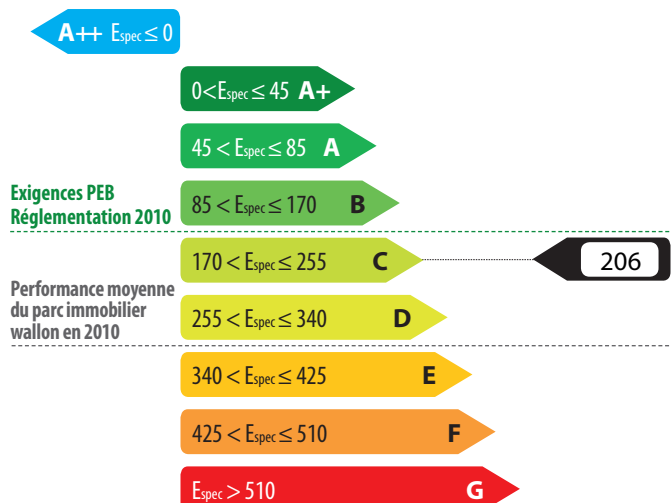 A++ Espec ≤ 0
0<Espec ≤ 45 A+
45 < Espec ≤ 85 A
Exigences PEB
Réglementation 2010
85 < Espec ≤ 170 B
170 < Espec ≤ 255 C
206
Performance moyenne
du parc immobilier
wallon en 2010
255 < Espec ≤ 340 D
340 < Espec ≤ 425 E
425 < Espec ≤ 510 F
Espec > 510 G